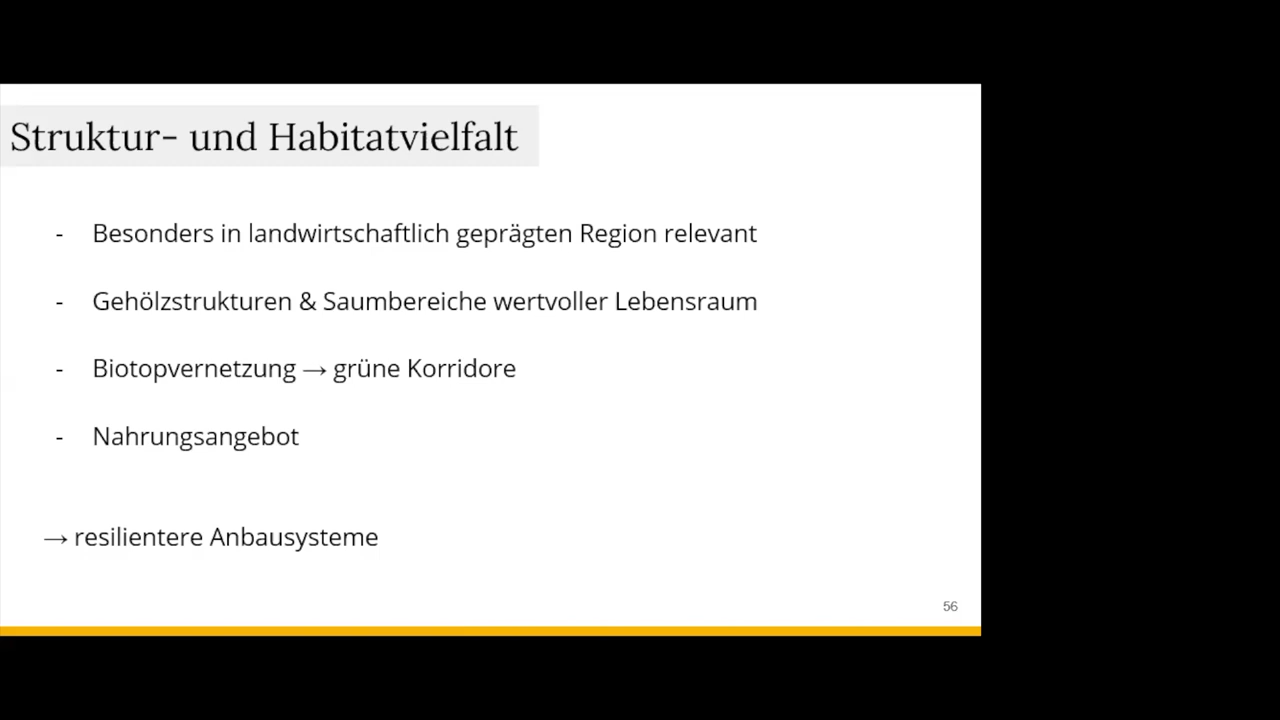 Struktur- und Habitatvielfalt
- Besonders in landwirtschaftlich geprägten Region relevant
- Gehölzstrukturen & Saumbereiche wertvoller Lebensraum
- Biotopvernetzung → grüne Korridore
- Nahrungsangebot
→ resilientere Anbausysteme
56